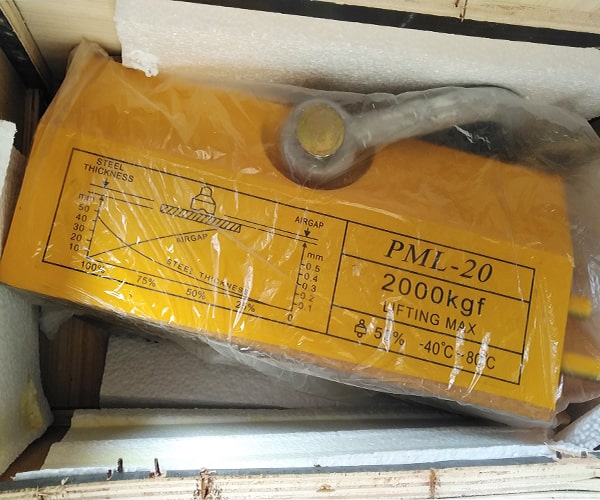 STEEL
THICKNESS
mm
50
40
30
20
10
AIRGAP
STEEL THICKNESS
100%
75%
50%
AIRGAP
mm
0.5
0.4
0.3
0.2
0.1
0
PML-20
2000kgf
LIFTING MAX
-40℃~80℃